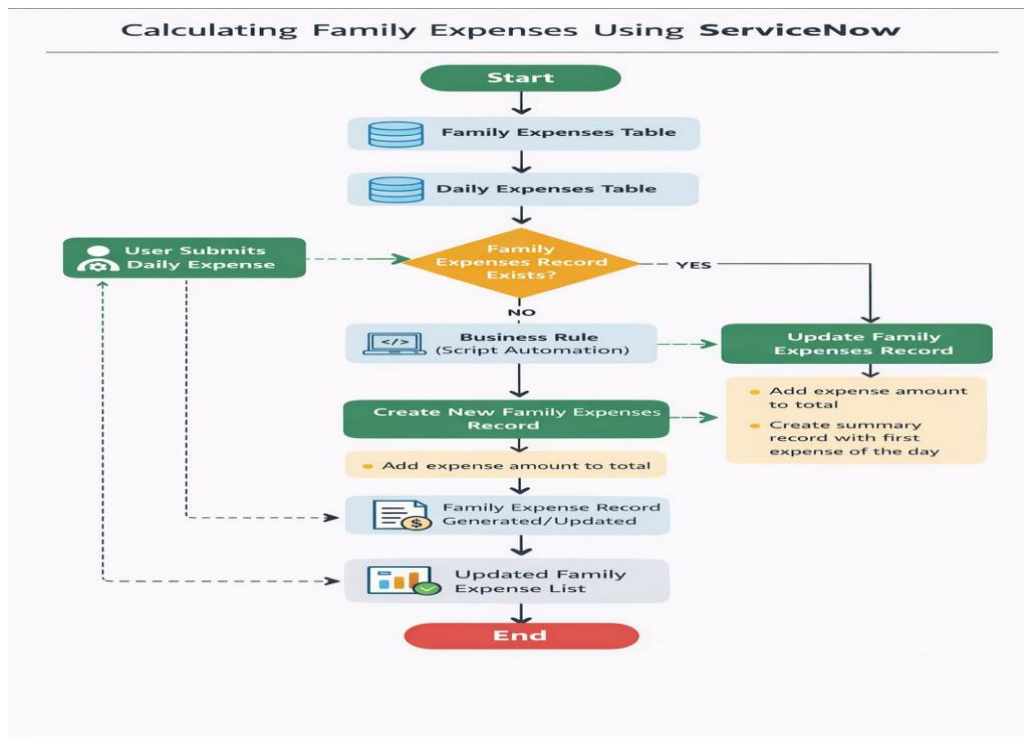 Calculating Family Expenses Using ServiceNow
Start
Family Expenses Table
Daily Expenses Table
User Submits
Daily Expense
Family
Expenses Record
Exists?
YES
NO
Business Rule
(Script Automation)
</>
Update Family
Expenses Record
Add expense amount
to total
Create summary
record with first
expense of the day
Create New Family Expenses
Record
Add expense amount to total
Family Expense Record
Generated/Updated
$
Updated Family
Expense List
End